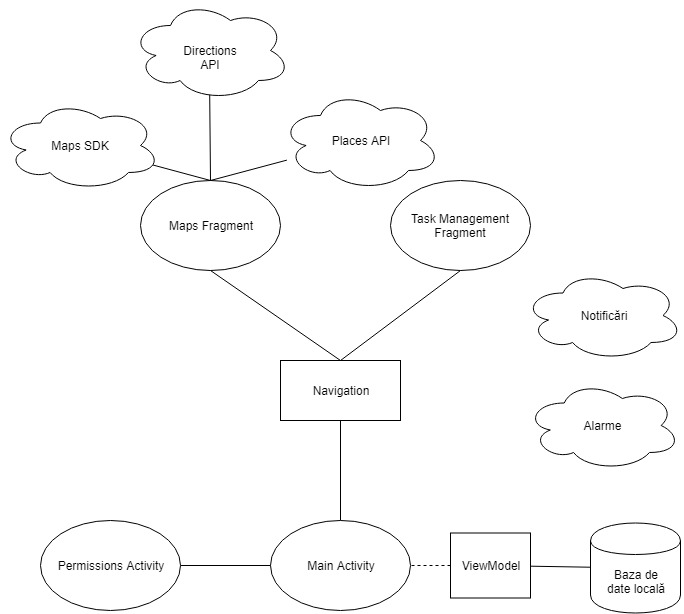 Directions
API
Maps SDK
Places API
Maps Fragment
Task Management
Fragment
Notificări
Navigation
Alarme
Permissions Activity
Main Activity
ViewModel
Baza de
date locală